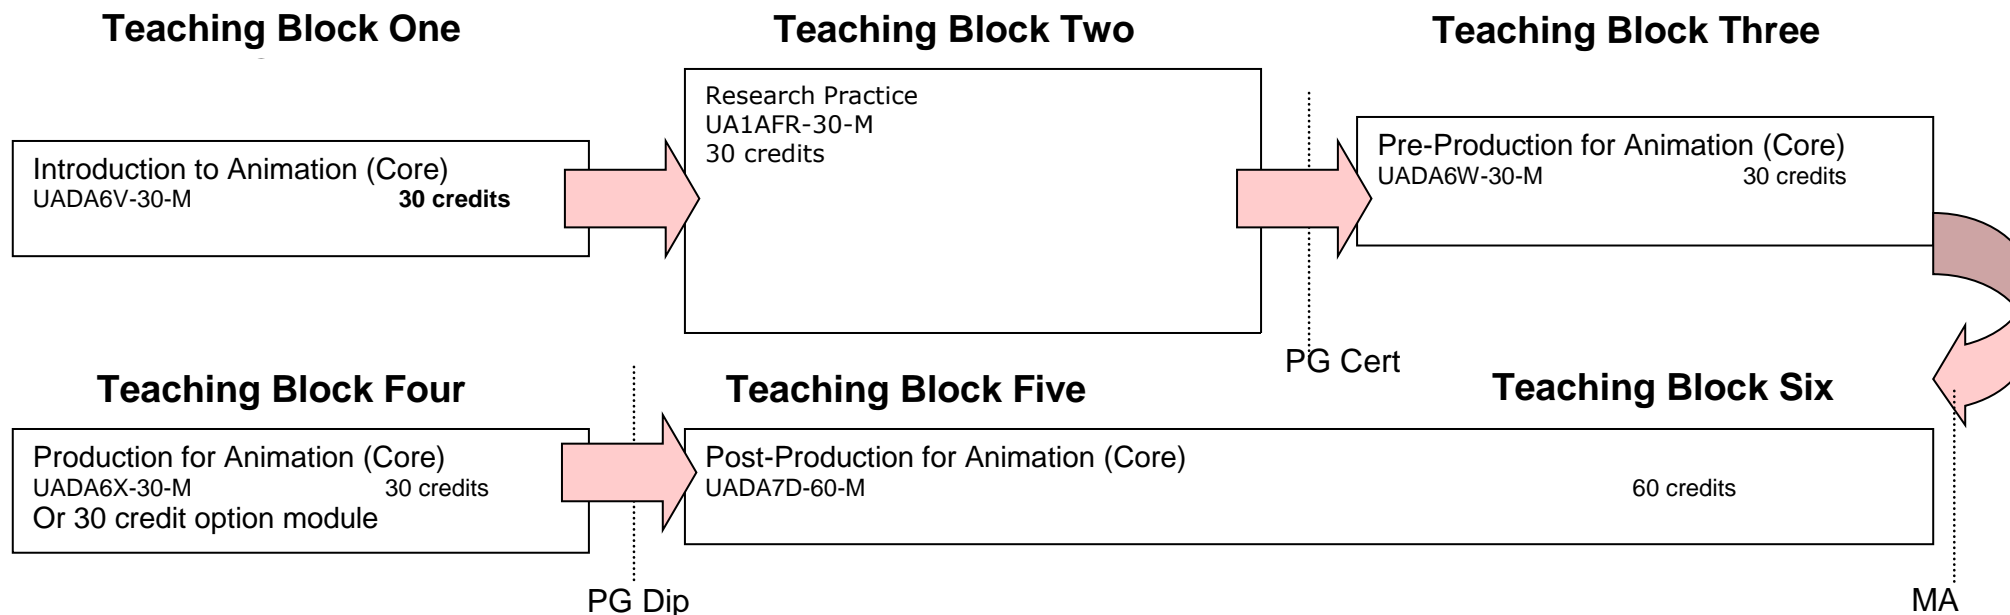 Teaching Block One
Teaching Block Two
Teaching Block Three
Introduction to Animation (Core)
UADA6V-30-M 30 credits
Research Practice
UA1AFR-30-M
30 credits
Pre-Production for Animation (Core)
UADA6W-30-M 30 credits
PG Cert
Teaching Block Four
Teaching Block Five
Teaching Block Six
Production for Animation (Core)
UADA6X-30-M 30 credits
Or 30 credit option module
Post-Production for Animation (Core)
UADA7D-60-M 60 credits
PG Dip
MA